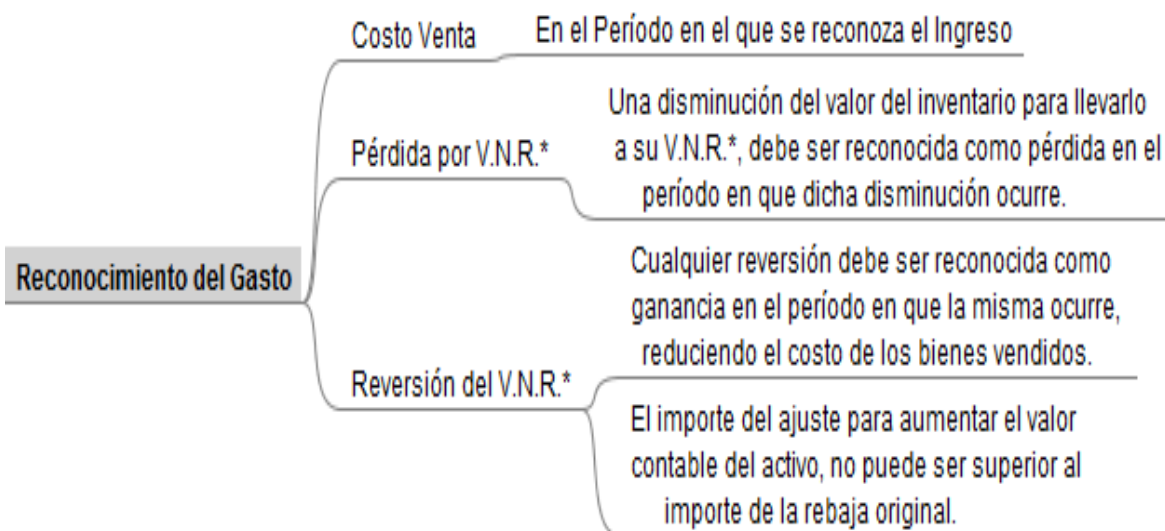 Costo Venta
En el Período en el que se reconoza el Ingreso
Una disminución del valor del inventario para llevarlo
a su V.N.R.*, debe ser reconocida como pérdida en el
período en que dicha disminución ocurre.
Pérdida por V.N.R.*
Reconocimiento del Gasto
Cualquier reversión debe ser reconocida como
ganancia en el período en que la misma ocurre,
reduciendo el costo de los bienes vendidos.
Reversión del V.N.R.*
El importe del ajuste para aumentar el valor
contable del activo, no puede ser superior al
importe de la rebaja original.